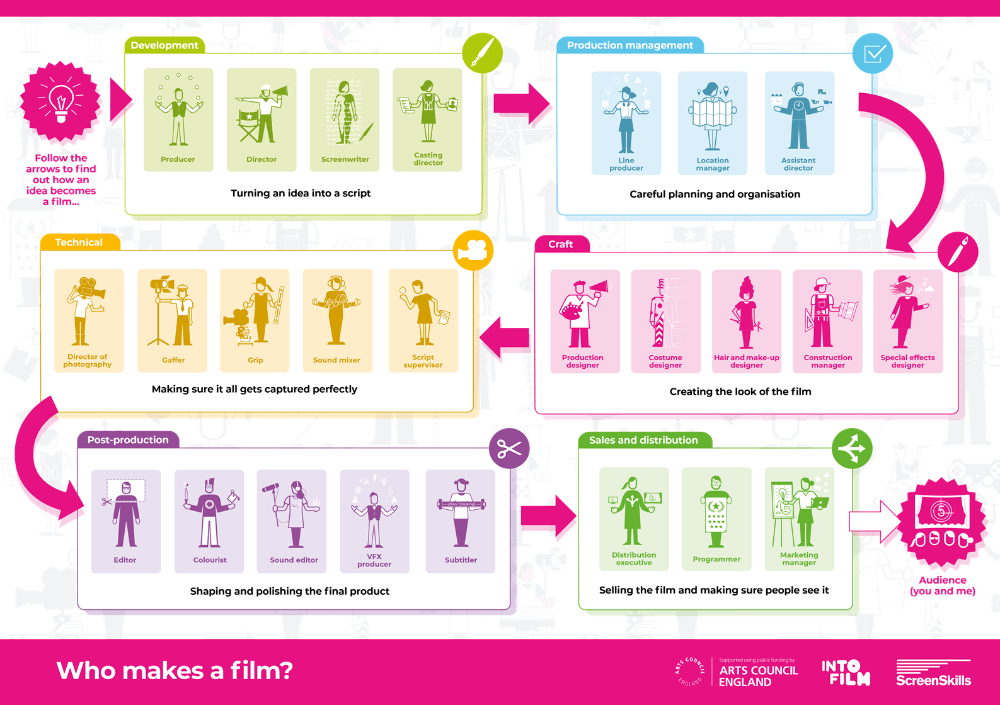 Follow the
arrows to find
out how an
idea becomes
a film...
Development
Producer
Director
Screenwriter
Casting
director
Turning an idea into a script
Production management
Line
producer
Location
manager
Assistant
director
Careful planning and organisation
Craft
Production
designer
Costume
designer
Hair and make-up
designer
Construction
manager
Special effects
designer
Creating the look of the film
Technical
Director of
photography
Gaffer
Grip
Sound mixer
Script
supervisor
Making sure it all gets captured perfectly
Post-production
Editor
Colourist
Sound editor
VFX
producer
[Door Creaking]
Subtitler
Shaping and polishing the final product
Sales and distribution
Distribution
executive
Programmer
Marketing
manager
Selling the film and making sure people see it
5
Audience
(you and me)
Who makes a film?
ARTS COUNCIL
ENGLAND
Supported using public funding by
ARTS COUNCIL
ENGLAND
INTO
FILM
ScreenSkills